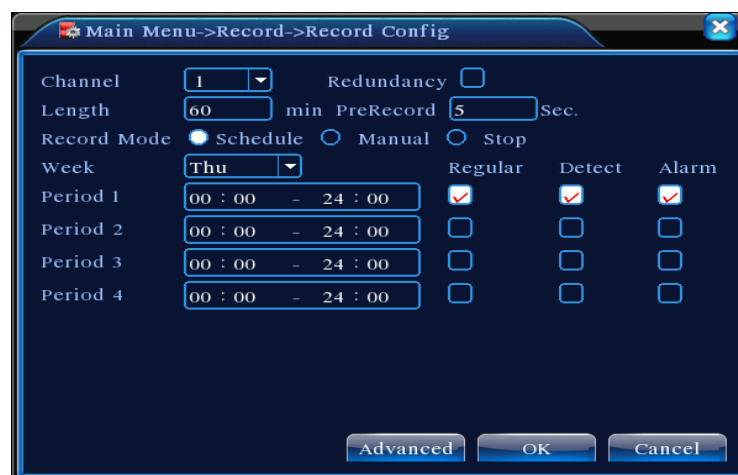 Main Menu->Record->Record Config
Channel 1 Redundancy
Length 60 min PreRecord 5 Sec.
Record Mode Schedule Manual Stop
Week Thu Regular Detect Alarm
Period 1 00 : 00 - 24 : 00
Period 2 00 : 00 - 24 : 00
Period 3 00 : 00 - 24 : 00
Period 4 00 : 00 - 24 : 00
Advanced OK Cancel